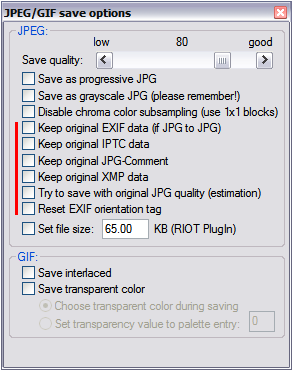 JPEG/GIF save options
JPEG:
low 80 good
Save quality:
Save as progressive JPG
Save as grayscale JPG (please remember!)
Disable chroma color subsampling (use 1x1 blocks)
Keep original EXIF data (if JPG to JPG)
Keep original IPTC data
Keep original JPG-Comment
Keep original XMP data
Try to save with original JPG quality (estimation)
Reset EXIF orientation tag
Set file size: 65.00 KB (RIOT PlugIn)
GIF:
Save interlaced
Save transparent color
Choose transparent color during saving
Set transparency value to palette entry: 0